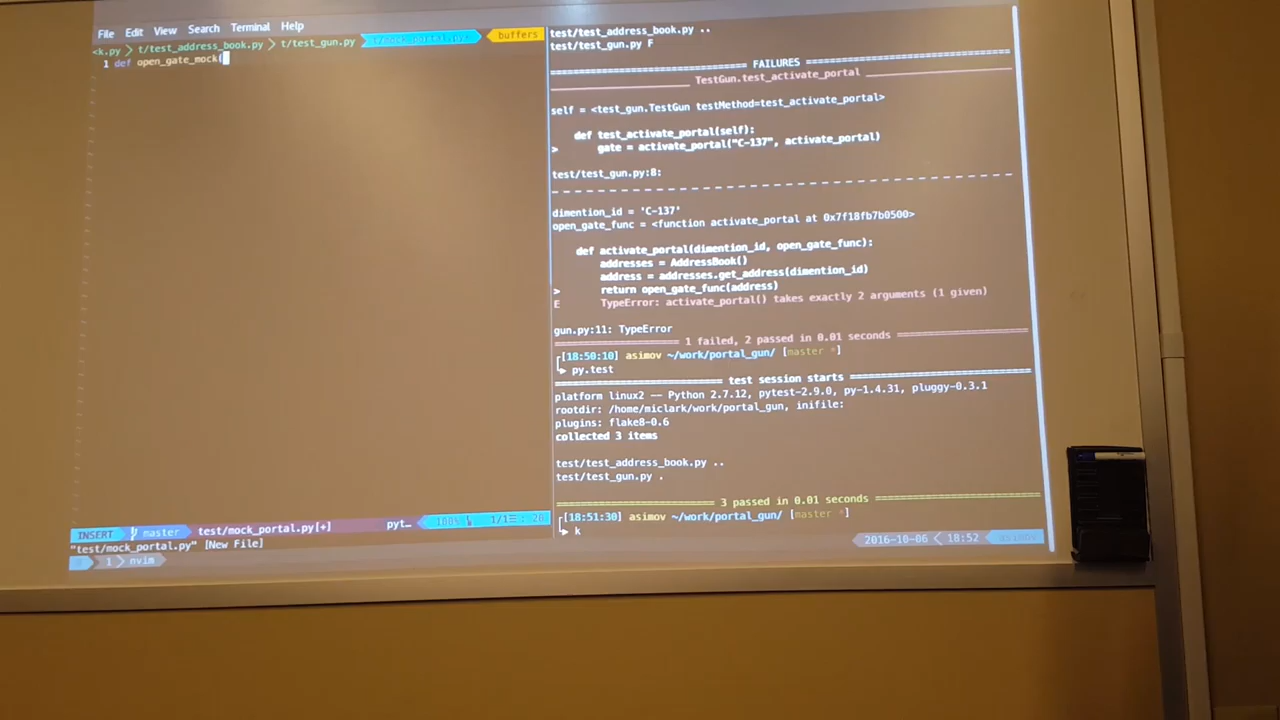 File Edit View Search Terminal Help
<k.py t/test_address_book.py t/test_gun.py buffers
1 def open_gate_mock(
INSERT master test/mock_portal.py[+] pyt… 100% 1/1 : 20
"test/mock_portal.py" [New File]
1 nvim
test/test_address_book.py ..
test/test_gun.py F
FAILURES
TestGun.test_activate_portal
self = <test_gun.TestGun testMethod=test_activate_portal>
def test_activate_portal(self):
> gate = activate_portal("C-137", activate_portal)
test/test_gun.py:8:
dimention_id = 'C-137'
open_gate_func = <function activate_portal at 0x7f18fb7b0500>
def activate_portal(dimention_id, open_gate_func):
addresses = AddressBook()
address = addresses.get_address(dimention_id)
> return open_gate_func(address)
E TypeError: activate_portal() takes exactly 2 arguments (1 given)
gun.py:11: TypeError
1 failed, 2 passed in 0.01 seconds
[18:50:10] asimov ~/work/portal_gun/ [master *]
py.test
test session starts
platform linux2 -- Python 2.7.12, pytest-2.9.0, py-1.4.31, pluggy-0.3.1
rootdir: /home/miclark/work/portal_gun, inifile:
plugins: flake8-0.6
collected 3 items
test/test_address_book.py ..
test/test_gun.py .
3 passed in 0.01 seconds
[18:51:30] asimov ~/work/portal_gun/ [master *]
k
2016-10-06 18:52 asimov